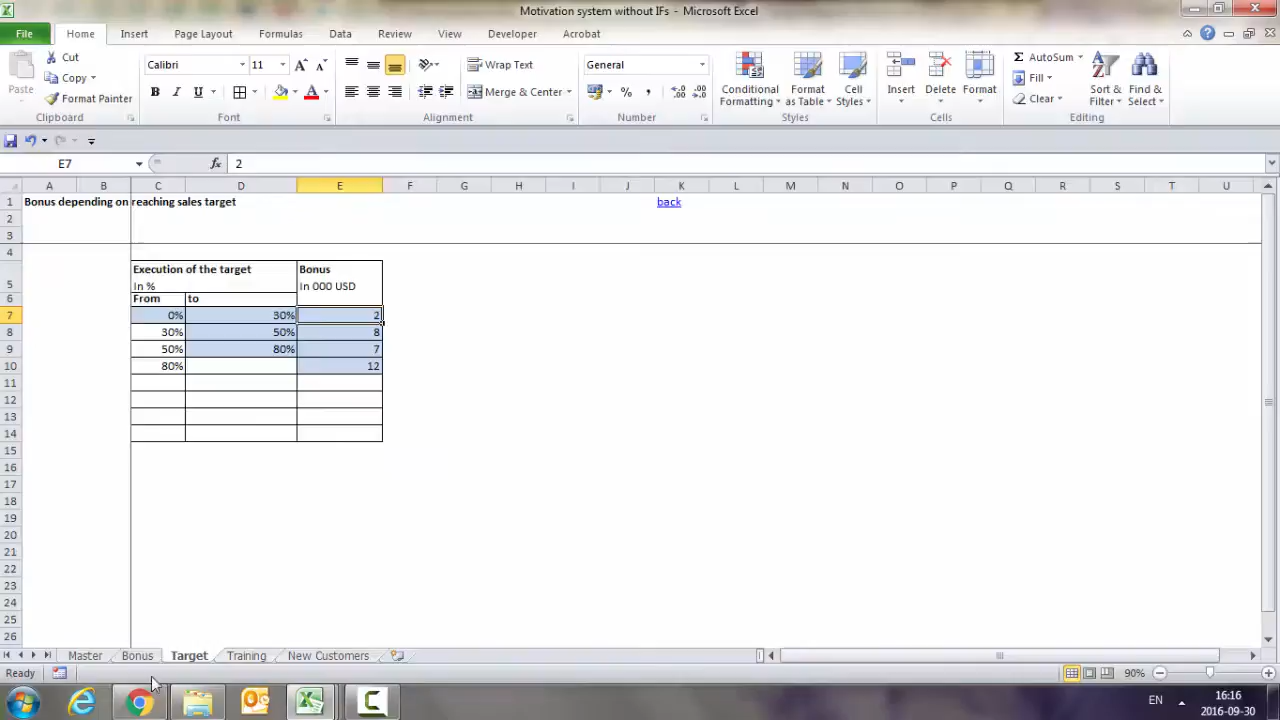 Motivation system without IFs - Microsoft Excel
File Home Insert Page Layout Formulas Data Review View Developer Acrobat
Paste
Cut
Copy
Format Painter
Clipboard
Calibri 11
B I U
Font
Wrap Text
Merge & Center
Alignment
General
%
Number
Conditional Formatting
Format as Table
Cell Styles
Styles
Insert
Delete
Format
Cells
AutoSum
Fill
Clear
Sort & Filter
Find & Select
Editing
E7 fx 2
A B C D E F G H I J K L M N O P Q R S T U
1 Bonus depending on reaching sales target back
2
3
4
5 Execution of the target Bonus
In % In 000 USD
6 From to
7 0% 30% 2
8 30% 50% 8
9 50% 80% 7
10 80% 12
11
12
13
14
15
16
17
18
19
20
21
22
23
24
25
26
Master Bonus Target Training New Customers
Ready 90%
EN 16:16
2016-09-30